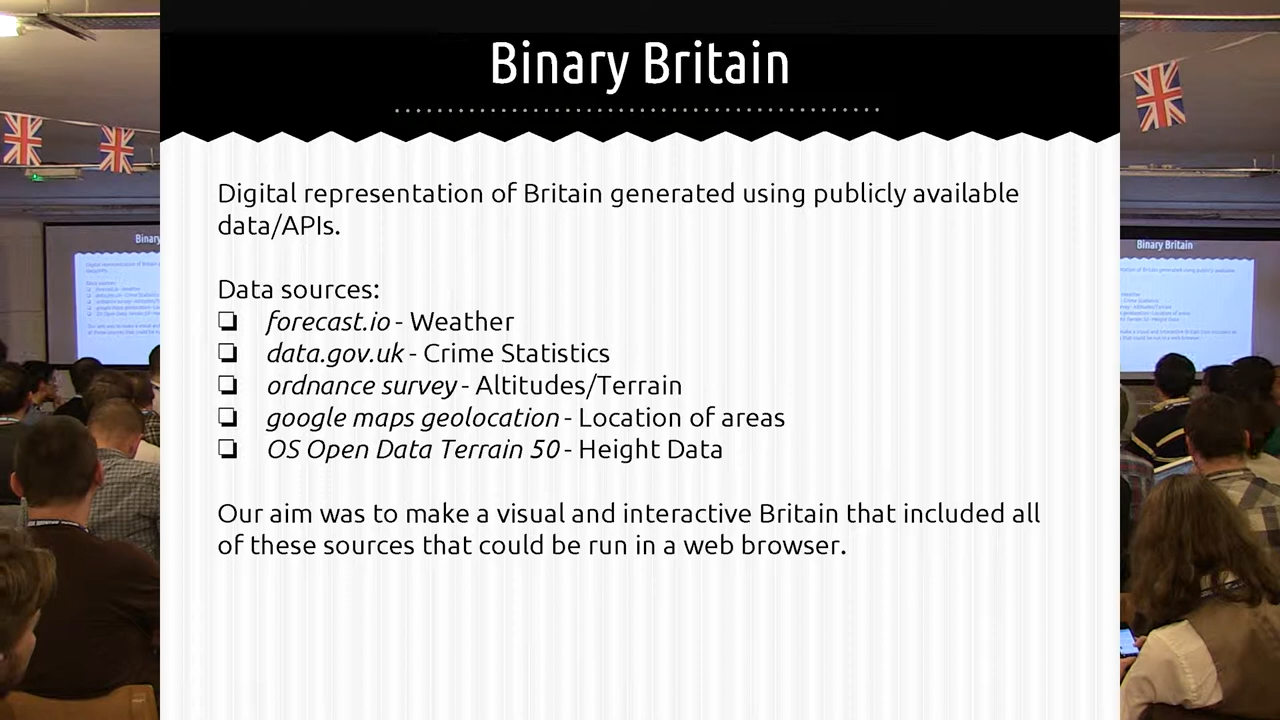 Binary Britain
Digital representation of Britain generated using publicly available
data/APIs.
Data sources:
❏ forecast.io - Weather
❏ data.gov.uk - Crime Statistics
❏ ordnance survey - Altitudes/Terrain
❏ google maps geolocation - Location of areas
❏ OS Open Data Terrain 50 - Height Data
Our aim was to make a visual and interactive Britain that included all
of these sources that could be run in a web browser.
Binary Britain